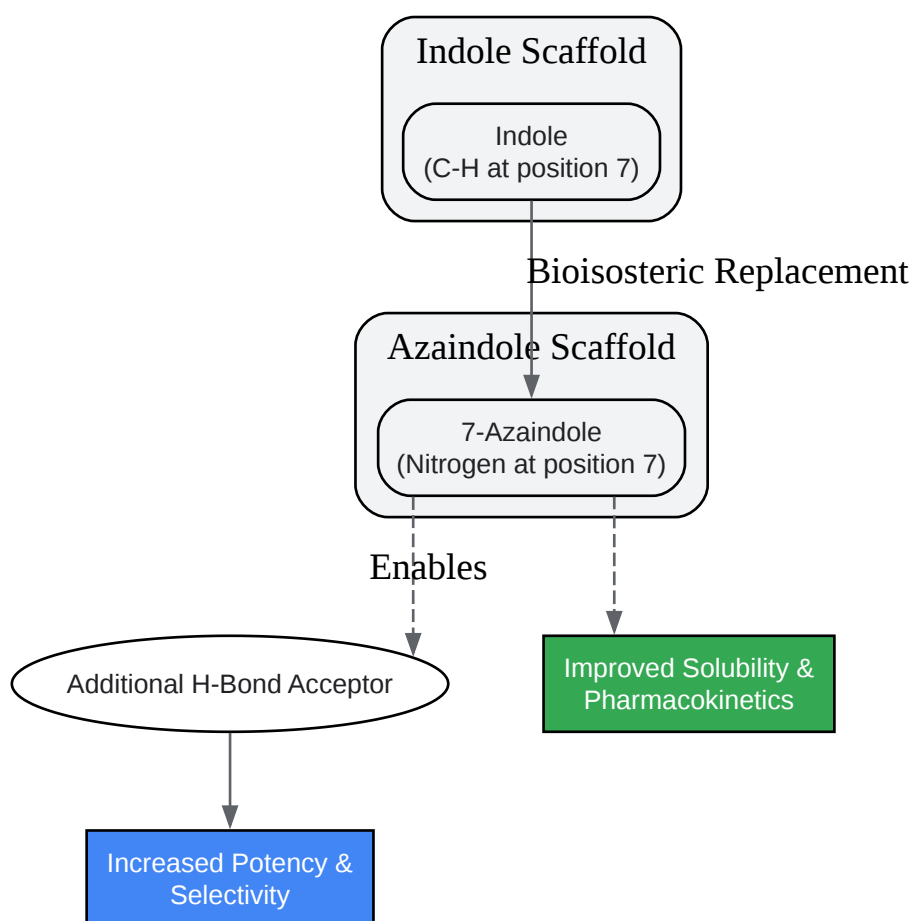 Indole Scaffold
Indole
(C-H at position 7)
Bioisosteric Replacement
Azaindole Scaffold
7-Azaindole
(Nitrogen at position 7)
Enables
Additional H-Bond Acceptor
Improved Solubility &
Pharmacokinetics
Increased Potency &
Selectivity